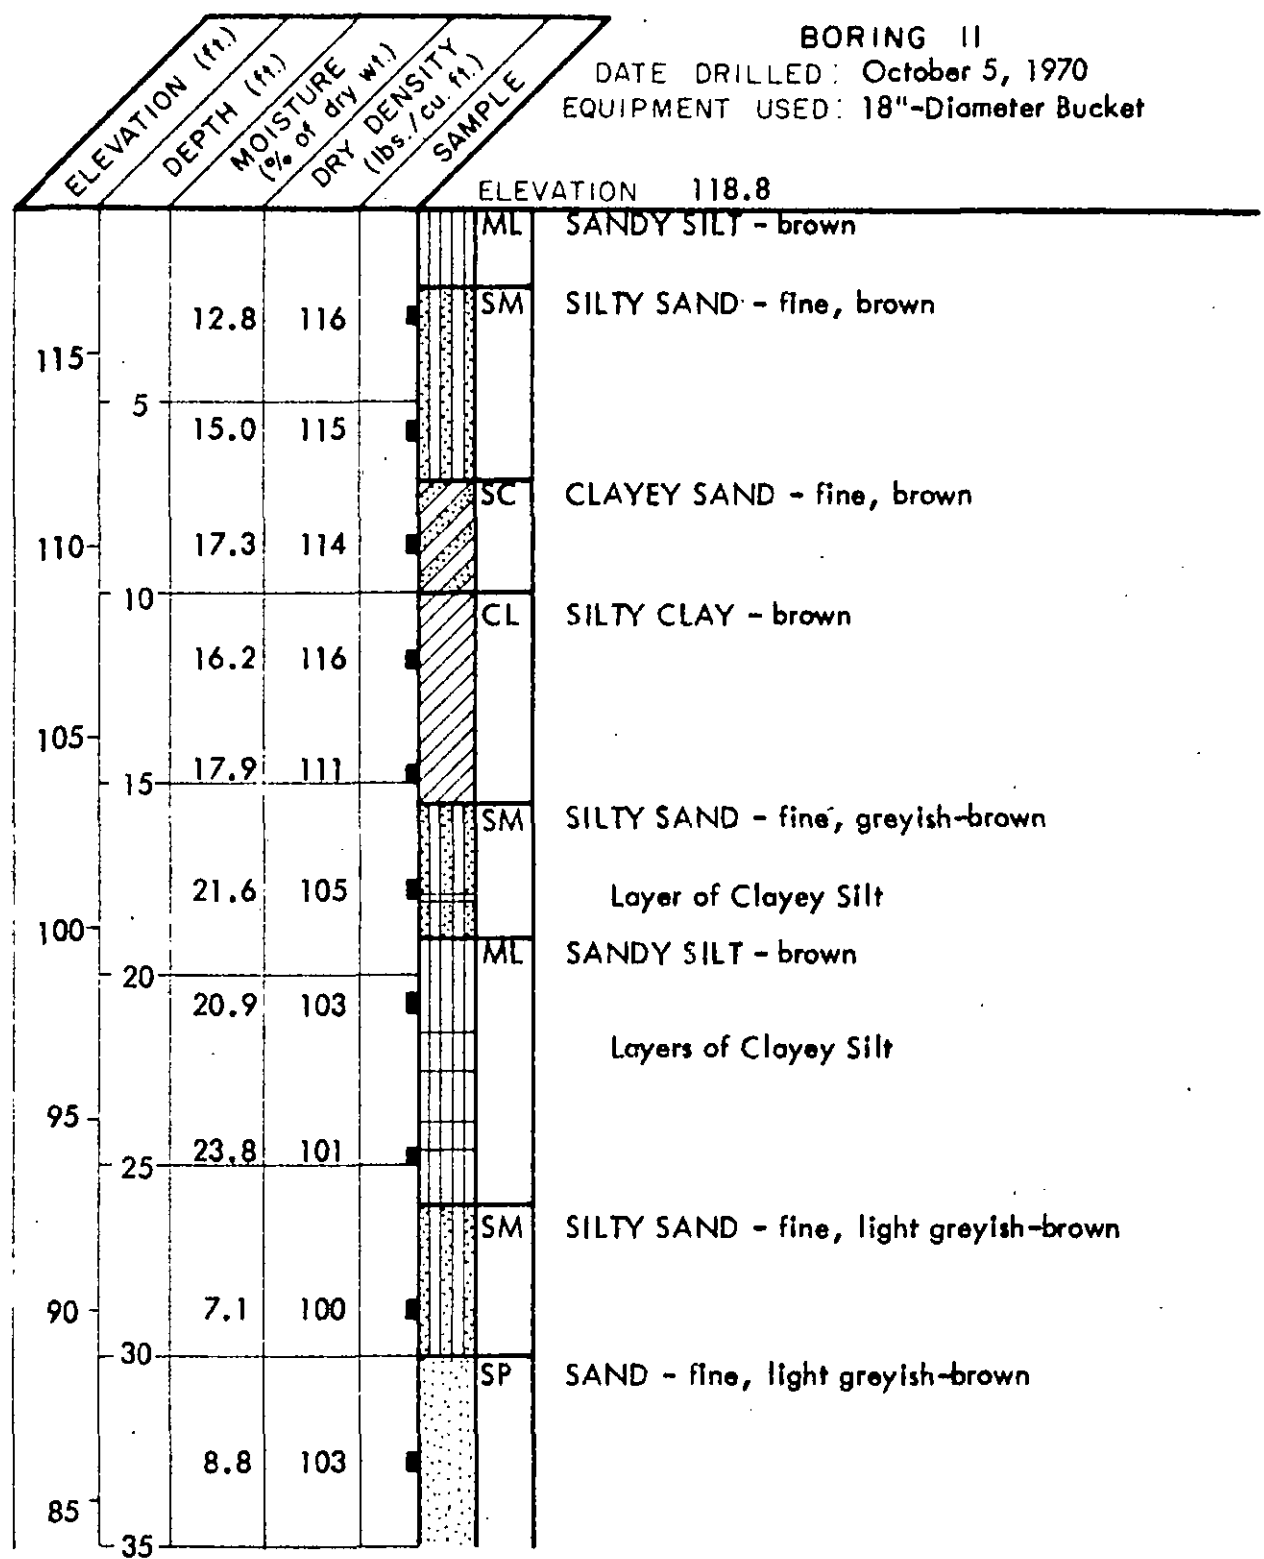 BORING 11
DATE DRILLED: October 5, 1970
EQUIPMENT USED: 18"-Diameter Bucket
ELEVATION (ft.)
DEPTH (ft.)
MOISTURE
(% of dry wt.)
DRY DENSITY
(lbs./cu. ft.)
SAMPLE
ELEVATION 118.8
ML SANDY SILT - brown
SM SILTY SAND - fine, brown
12.8 116
115
5
15.0 115
SC CLAYEY SAND - fine, brown
110 17.3 114
10
CL SILTY CLAY - brown
16.2 116
105
17.9 111
15
SM SILTY SAND - fine, greyish-brown
21.6 105 Layer of Clayey Silt
100
ML SANDY SILT - brown
20
20.9 103
Layers of Clayey Silt
95
23.8 101
25
SM SILTY SAND - fine, light greyish-brown
90 7.1 100
30
SP SAND - fine, light greyish-brown
8.8 103
85
35